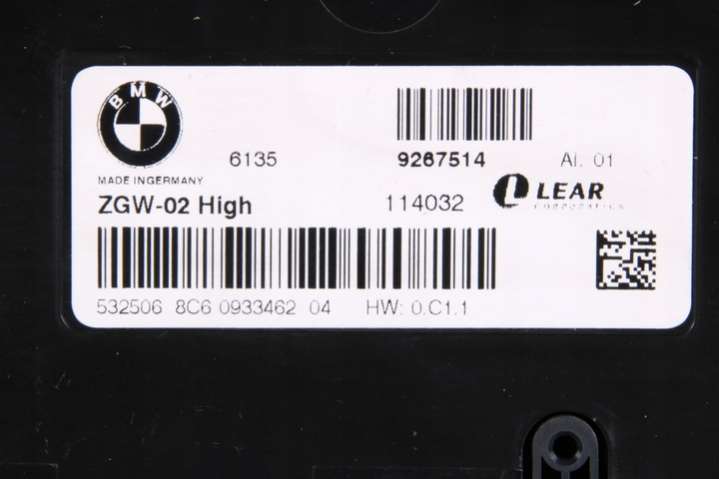 BMW
6135 9267514 AI. 01
MADE INGERMANY
ZGW-02 High 114032 LEAR
CORPORATION
532506 8C6 0933462 04 HW: 0.C1.1